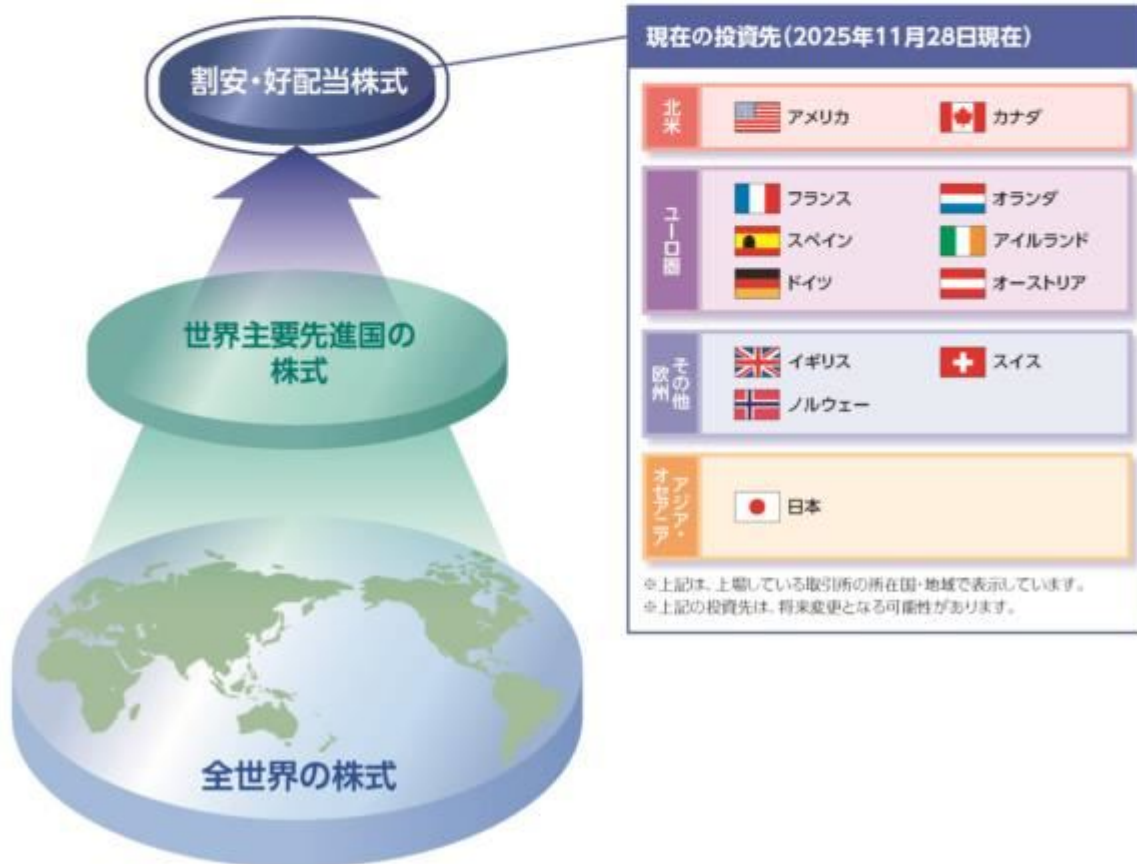 割安・好配当株式
世界主要先進国の
株式
全世界の株式
現在の投資先(2025年11月28日現在)
北米
アメリカ
カナダ
ユーロ圏
フランス
オランダ
スペイン
アイルランド
ドイツ
オーストリア
その他
欧州
イギリス
スイス
ノルウェー
アジア・
オセアニア
日本
※上記は、上場している取引所の所在国・地域で表示しています。
※上記の投資先は、将来変更となる可能性があります。